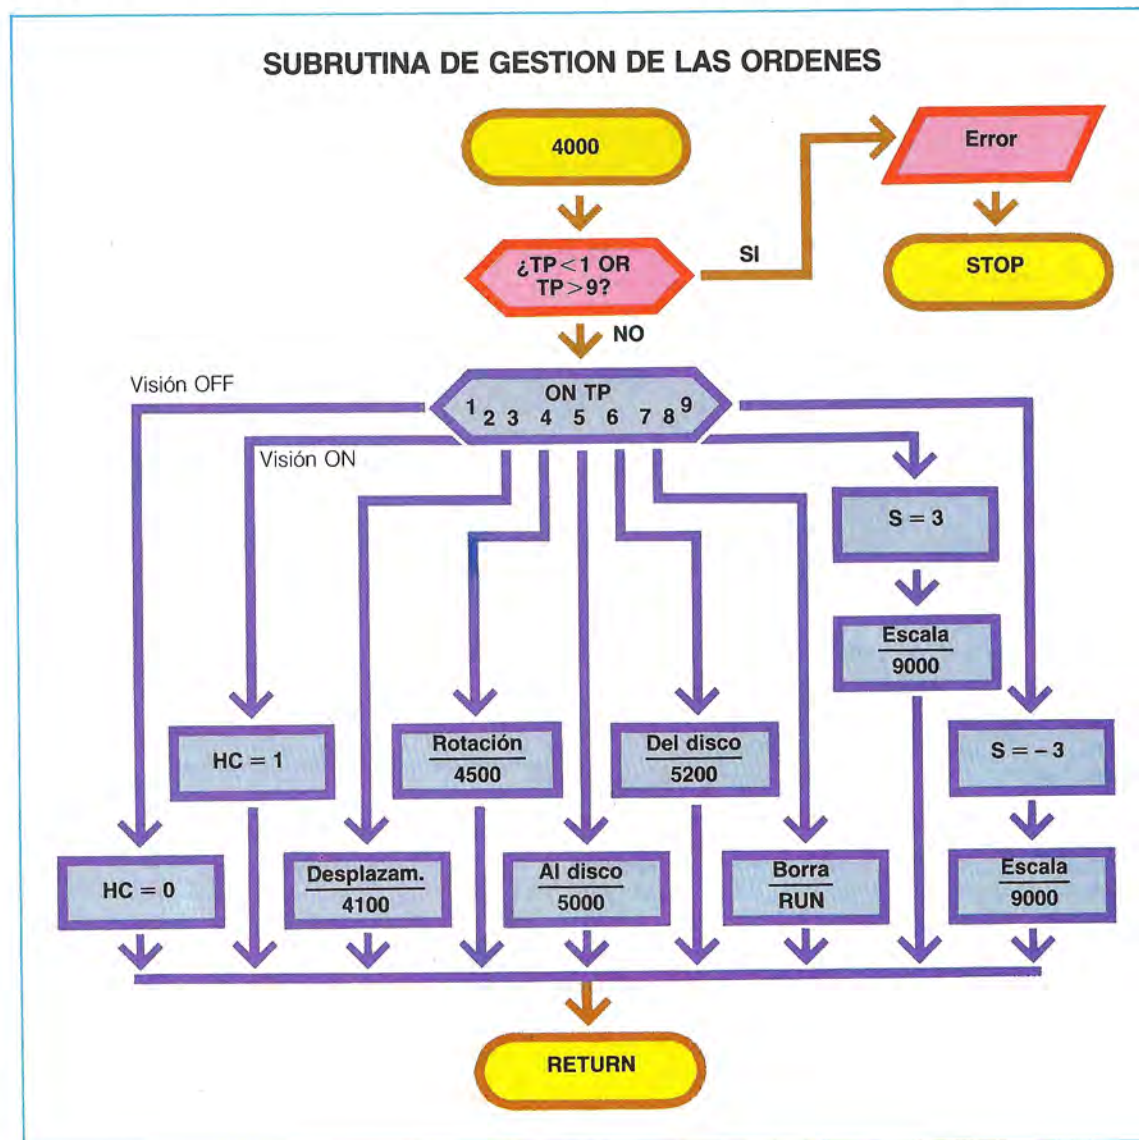 SUBRUTINA DE GESTION DE LAS ORDENES
4000
Error
¿TP<1 OR
TP>9?
SI
STOP
NO
Visión OFF
ON TP
1 2 3 4 5 6 7 8 9
Visión ON
S = 3
Escala
9000
HC = 1
Rotación
4500
Del disco
5200
S = - 3
HC = 0
Desplazam.
4100
Al disco
5000
Borra
RUN
Escala
9000
RETURN